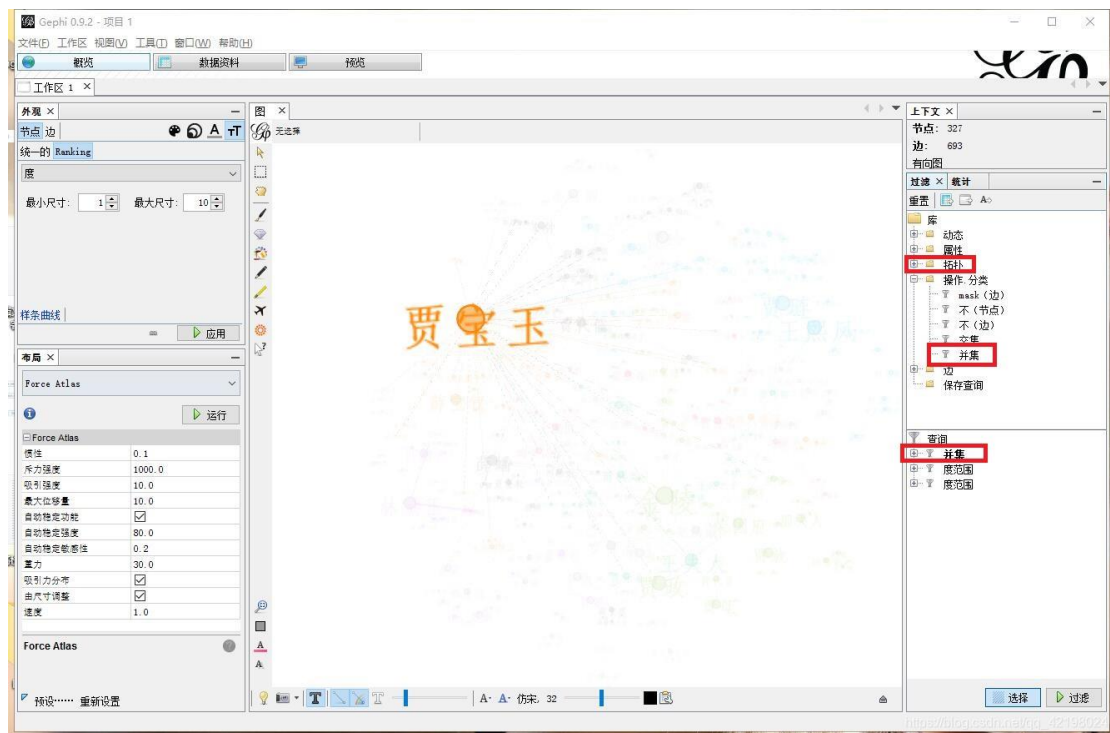 Gephi 0.9.2 - 项目 1
文件(F) 工作区 视图(V) 工具(T) 窗口(W) 帮助(H)
概览 数据资料 预览
工作区 1 ×
外观 ×
节点 边
统一的 Ranking
度
最小尺寸: 1 最大尺寸: 10
样条曲线
应用
布局 ×
Force Atlas
运行
Force Atlas
惯性 0.1
斥力强度 1000.0
吸引强度 10.0
最大位移量 10.0
自动稳定功能
自动稳定强度 80.0
自动稳定敏感性 0.2
重力 30.0
吸引力分布
由尺寸调整
速度 1.0
Force Atlas
预设…… 重新设置
图 ×
无选择
贾宝玉
仿宋, 32
上下文 ×
节点: 327
边: 693
有向图
过滤 × 统计
重置
库
动态
属性
拓扑
操作.分类
mask（边）
不（节点）
不（边）
交集
并集
边
保存查询
查询
并集
度范围
度范围
选择 过滤
https://blog.csdn.net/qq_42198024